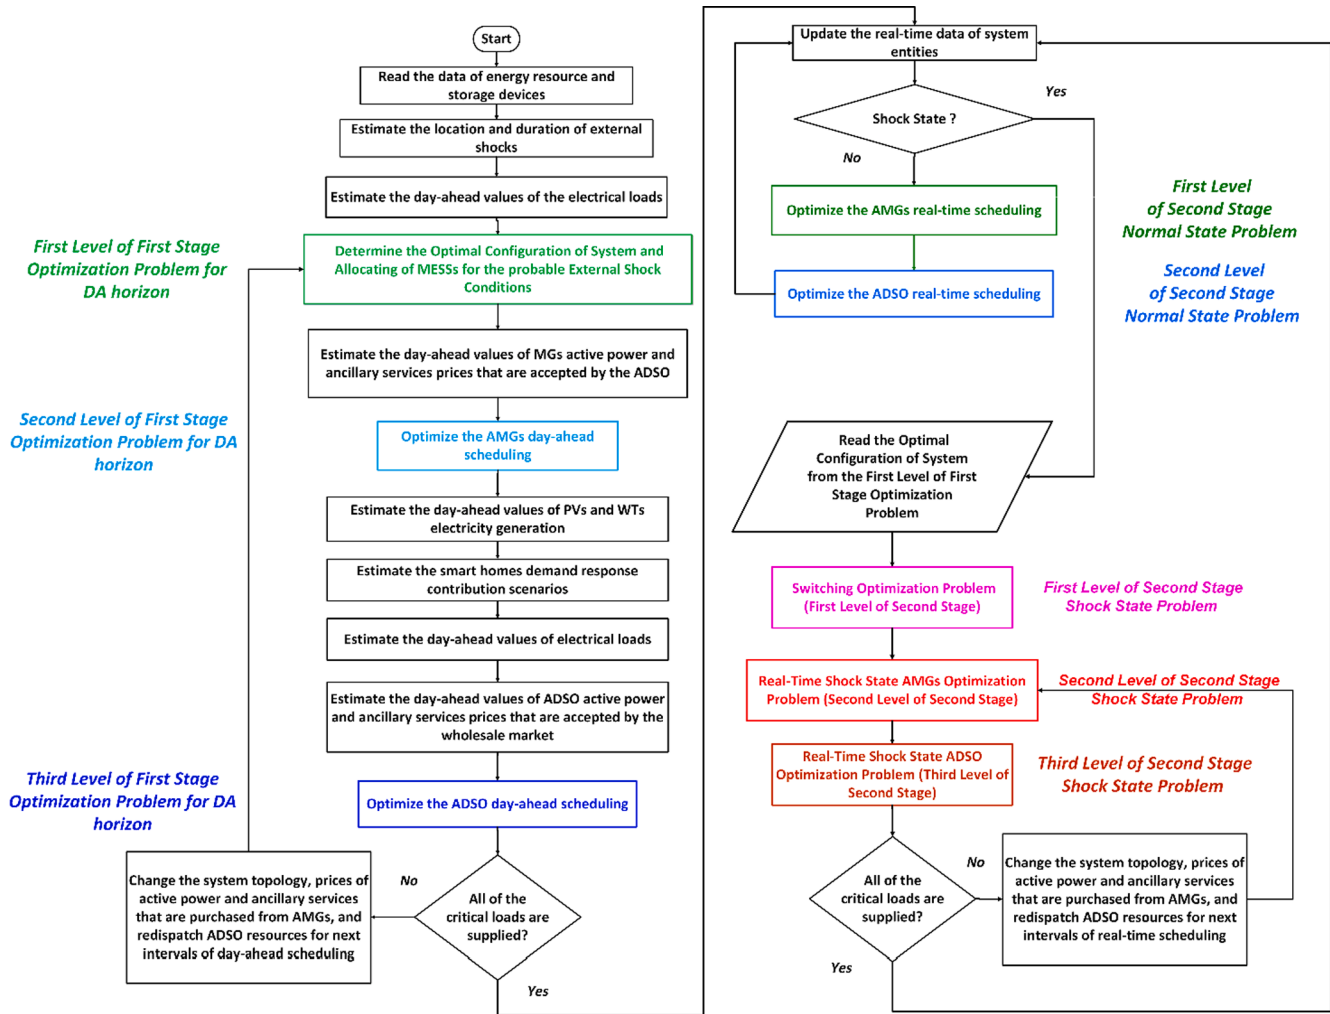 Start
Read the data of energy resource and
storage devices
Estimate the location and duration of external
shocks
Estimate the day-ahead values of the electrical loads
First Level of First Stage
Optimization Problem for
DA horizon
Determine the Optimal Configuration of System and
Allocating of MESSs for the probable External Shock
Conditions
Estimate the day-ahead values of MGs active power and
ancillary services prices that are accepted by the ADSO
Second Level of First Stage
Optimization Problem for DA
horizon
Optimize the AMGs day-ahead
scheduling
Estimate the day-ahead values of PVs and WTs
electricity generation
Estimate the smart homes demand response
contribution scenarios
Estimate the day-ahead values of electrical loads
Estimate the day-ahead values of ADSO active power
and ancillary services prices that are accepted by the
wholesale market
Third Level of First Stage
Optimization Problem for DA
horizon
Optimize the ADSO day-ahead scheduling
Change the system topology, prices of
active power and ancillary services
that are purchased from AMGs, and
redispatch ADSO resources for next
intervals of day-ahead scheduling
No
All of the
critical loads are
supplied?
Yes
Update the real-time data of system
entities
Shock State ?
Yes
No
Optimize the AMGs real-time scheduling
First Level
of Second Stage
Normal State Problem
Optimize the ADSO real-time scheduling
Second Level
of Second Stage
Normal State Problem
Read the Optimal
Configuration of System
from the First Level of First
Stage Optimization
Problem
Switching Optimization Problem
(First Level of Second Stage)
First Level of Second Stage
Shock State Problem
Real-Time Shock State AMGs Optimization
Problem (Second Level of Second Stage)
Second Level of Second Stage
Shock State Problem
Real-Time Shock State ADSO
Optimization Problem (Third Level of
Second Stage)
Third Level of Second Stage
Shock State Problem
All of the
critical loads are
supplied?
No
Change the system topology, prices of
active power and ancillary services
that are purchased from AMGs, and
redispatch ADSO resources for next
intervals of real-time scheduling
Yes